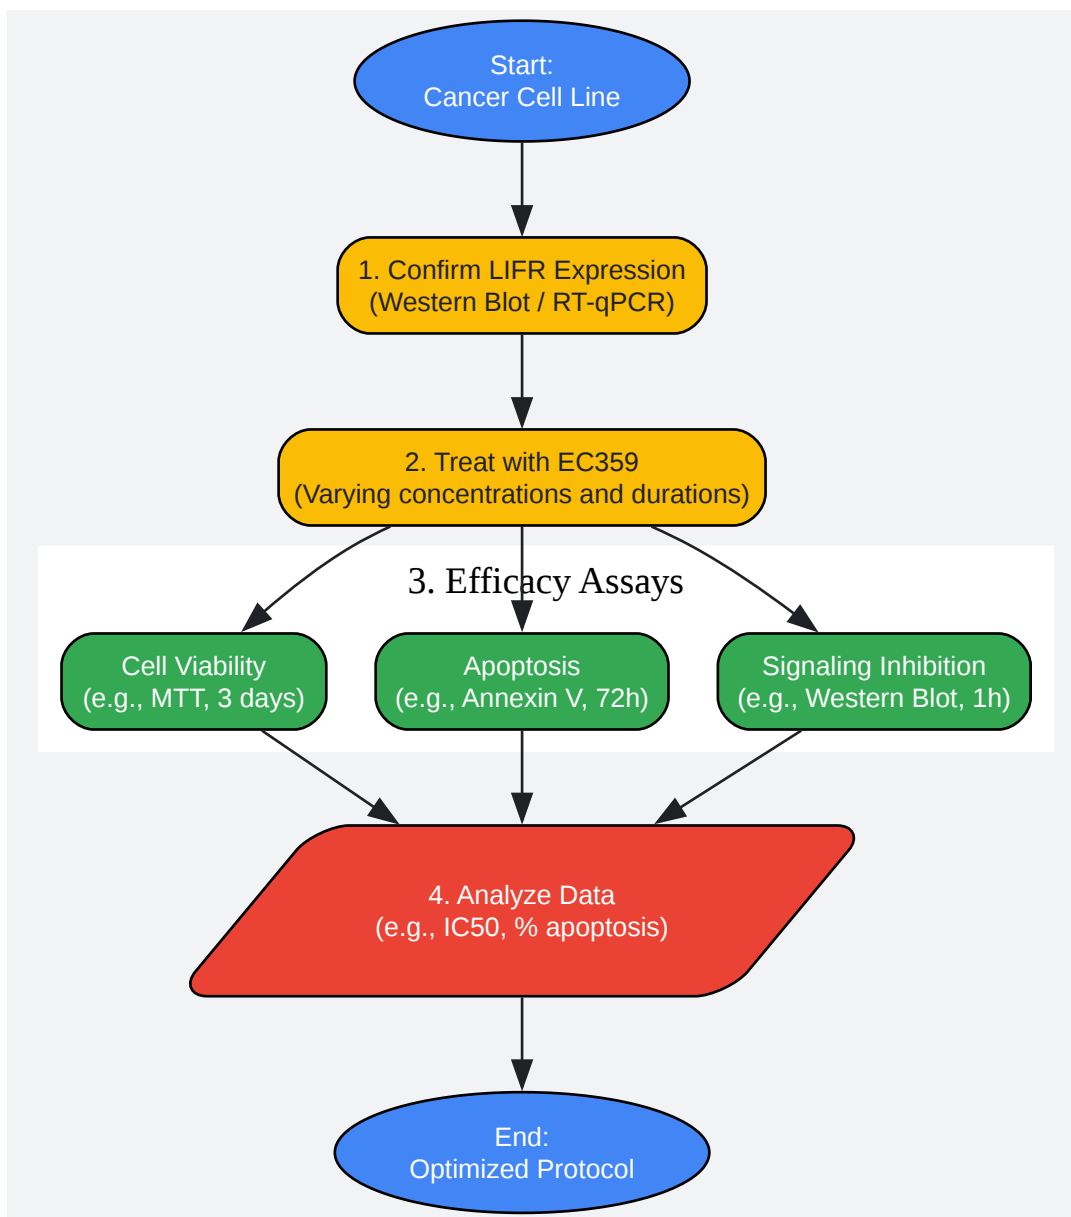 Start:
Cancer Cell Line
1. Confirm LIFR Expression
(Western Blot / RT-qPCR)
2. Treat with EC359
(Varying concentrations and durations)
3. Efficacy Assays
Cell Viability
(e.g., MTT, 3 days)
Apoptosis
(e.g., Annexin V, 72h)
Signaling Inhibition
(e.g., Western Blot, 1h)
4. Analyze Data
(e.g., IC50, % apoptosis)
End:
Optimized Protocol